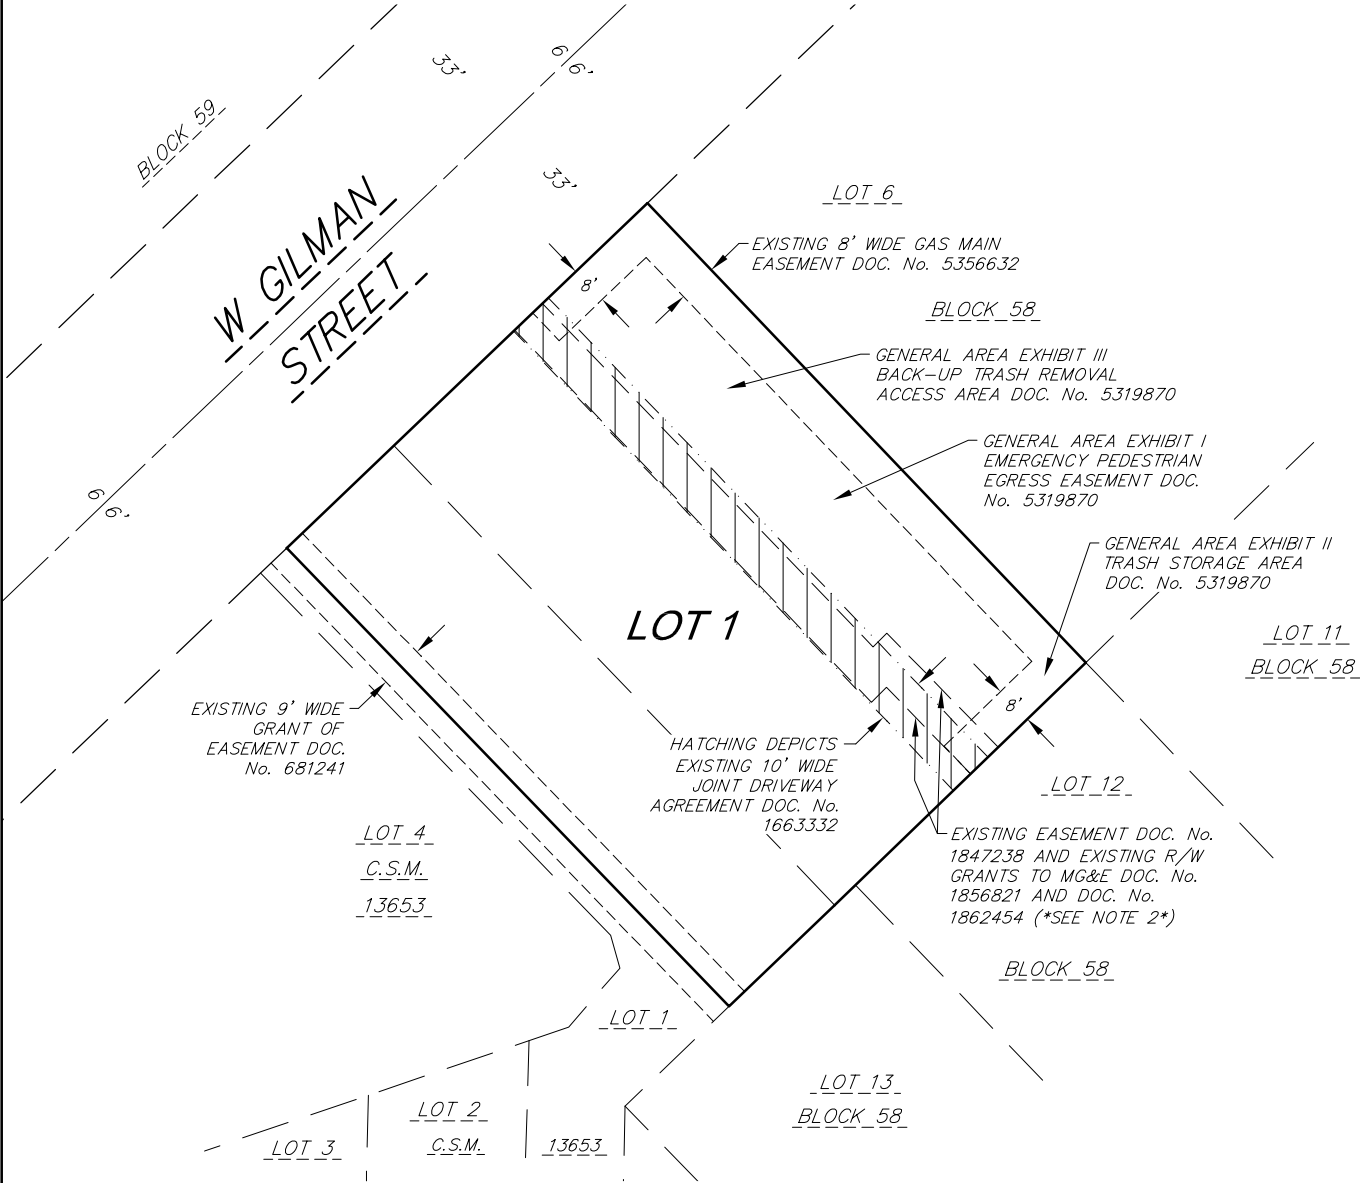 33'
66'
BLOCK 59
33'
W GILMAN
STREET
LOT 6
EXISTING 8' WIDE GAS MAIN
EASEMENT DOC. No. 5356632
8'
BLOCK 58
GENERAL AREA EXHIBIT III
BACK-UP TRASH REMOVAL
ACCESS AREA DOC. No. 5319870
GENERAL AREA EXHIBIT I
EMERGENCY PEDESTRIAN
EGRESS EASEMENT DOC.
No. 5319870
66'
GENERAL AREA EXHIBIT II
TRASH STORAGE AREA
DOC. No. 5319870
LOT 1
LOT 11
BLOCK 58
EXISTING 9' WIDE
GRANT OF
EASEMENT DOC.
No. 681241
8'
HATCHING DEPICTS
EXISTING 10' WIDE
JOINT DRIVEWAY
AGREEMENT DOC. No.
1663332
LOT 12
LOT 4
C.S.M.
13653
EXISTING EASEMENT DOC. No.
1847238 AND EXISTING R/W
GRANTS TO MG&E DOC. No.
1856821 AND DOC. No.
1862454 (*SEE NOTE 2*)
BLOCK 58
LOT 1
LOT 13
BLOCK 58
LOT 2
C.S.M.
13653
LOT 3